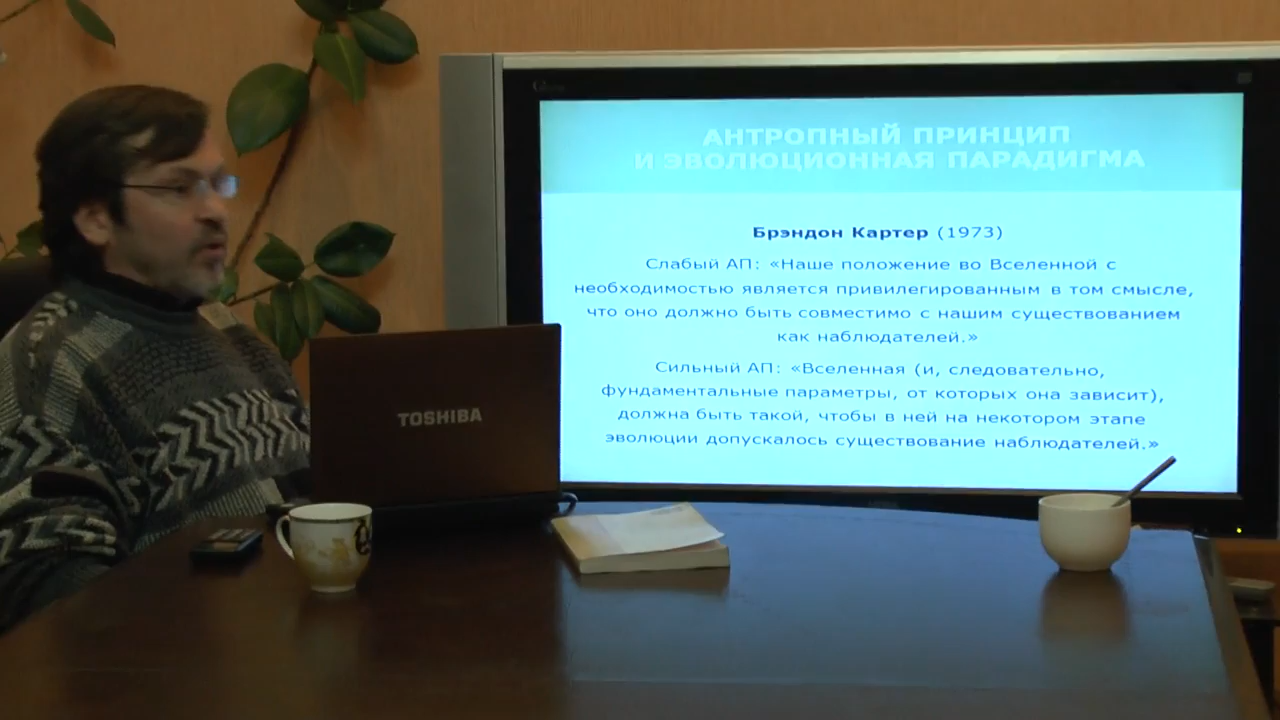 АНТРОПНЫЙ ПРИНЦИП
И ЭВОЛЮЦИОННАЯ ПАРАДИГМА
Брэндон Картер (1973)
Слабый АП: «Наше положение во Вселенной с
необходимостью является привилегированным в том смысле,
что оно должно быть совместимо с нашим существованием
как наблюдателей.»
Сильный АП: «Вселенная (и, следовательно,
фундаментальные параметры, от которых она зависит),
должна быть такой, чтобы в ней на некотором этапе
эволюции допускалось существование наблюдателей.»
TOSHIBA